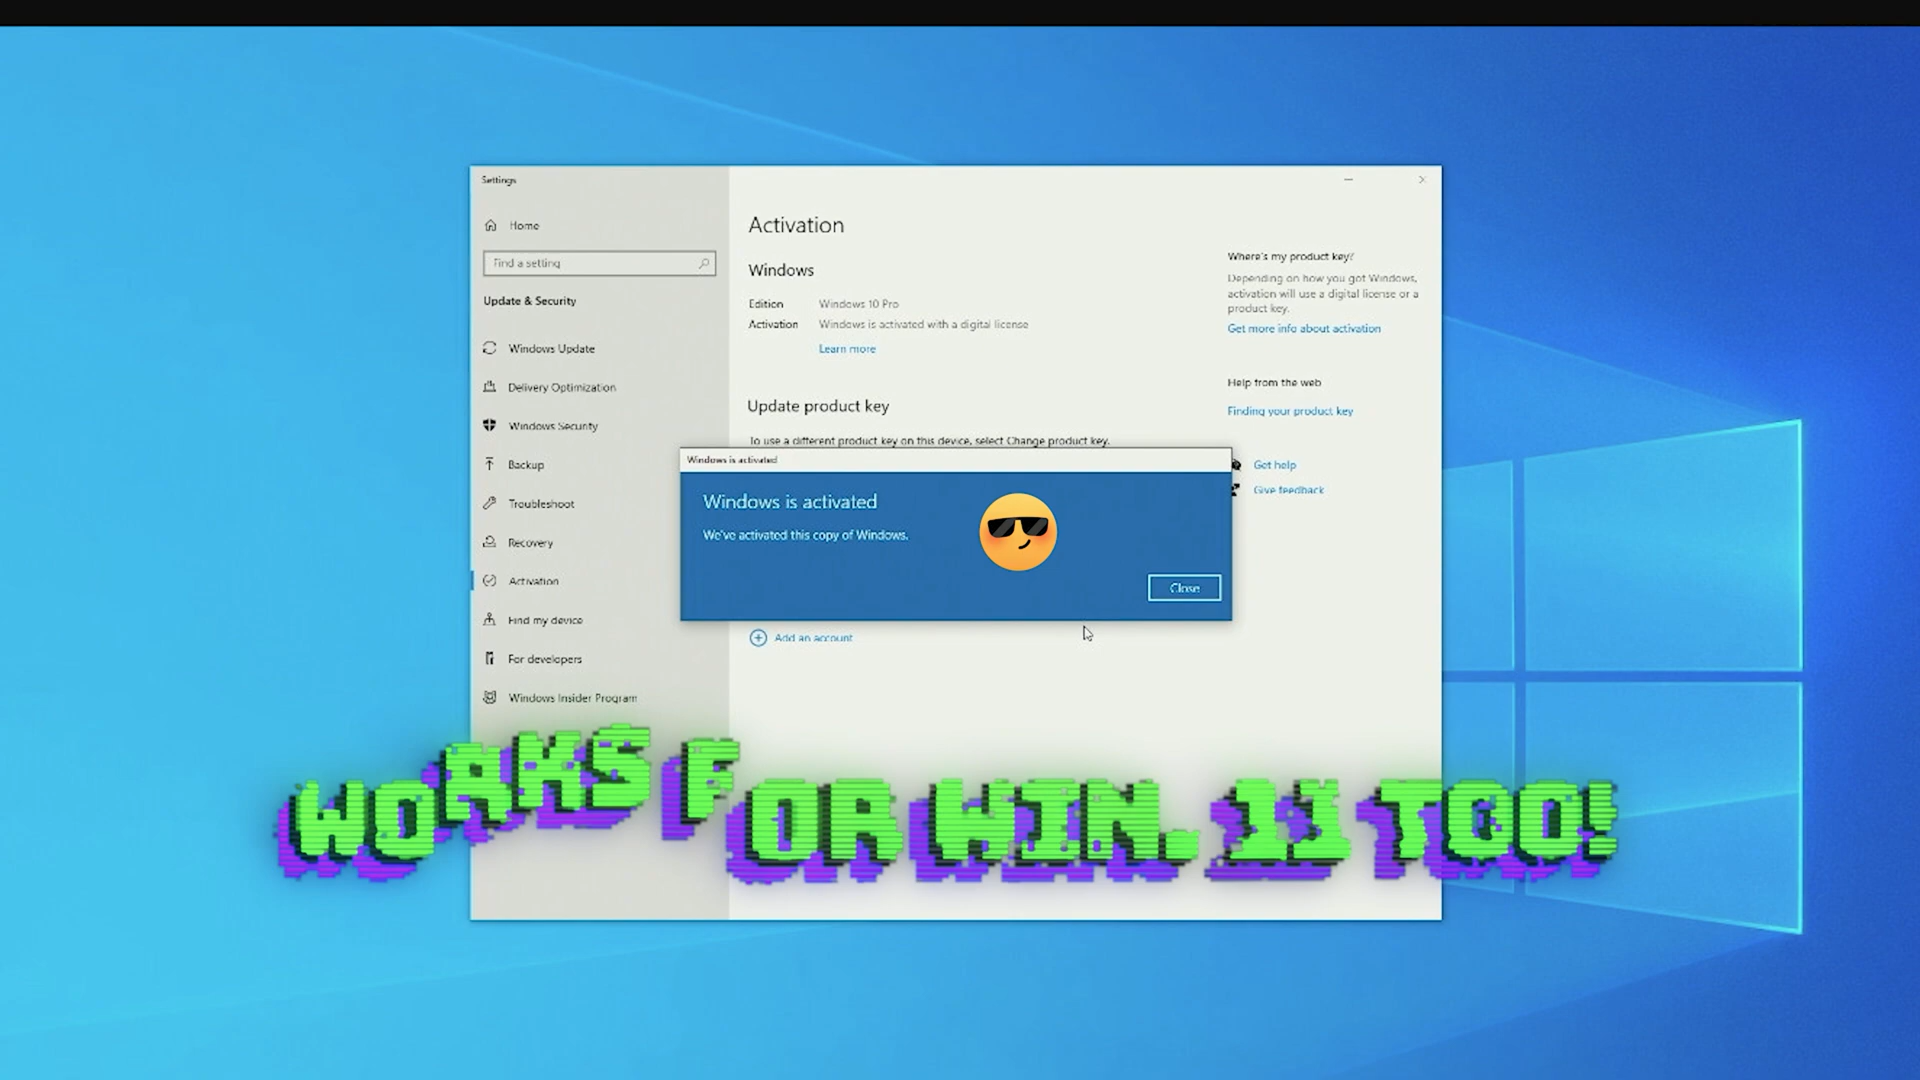 Settings
Home
Find a setting
Update & Security
Windows Update
Delivery Optimization
Windows Security
Backup
Troubleshoot
Recovery
Activation
Find my device
For developers
Windows Insider Program
Activation
Windows
Edition Windows 10 Pro
Activation Windows is activated with a digital license
Learn more
Update product key
To use a different product key on this device, select Change product key.
Windows is activated
Windows is activated
We've activated this copy of Windows.
Close
Add an account
Where's my product key?
Depending on how you got Windows,
activation will use a digital license or a
product key.
Get more info about activation
Help from the web
Finding your product key
Get help
Give feedback
WORKS FOR WIN. 11 TOO!